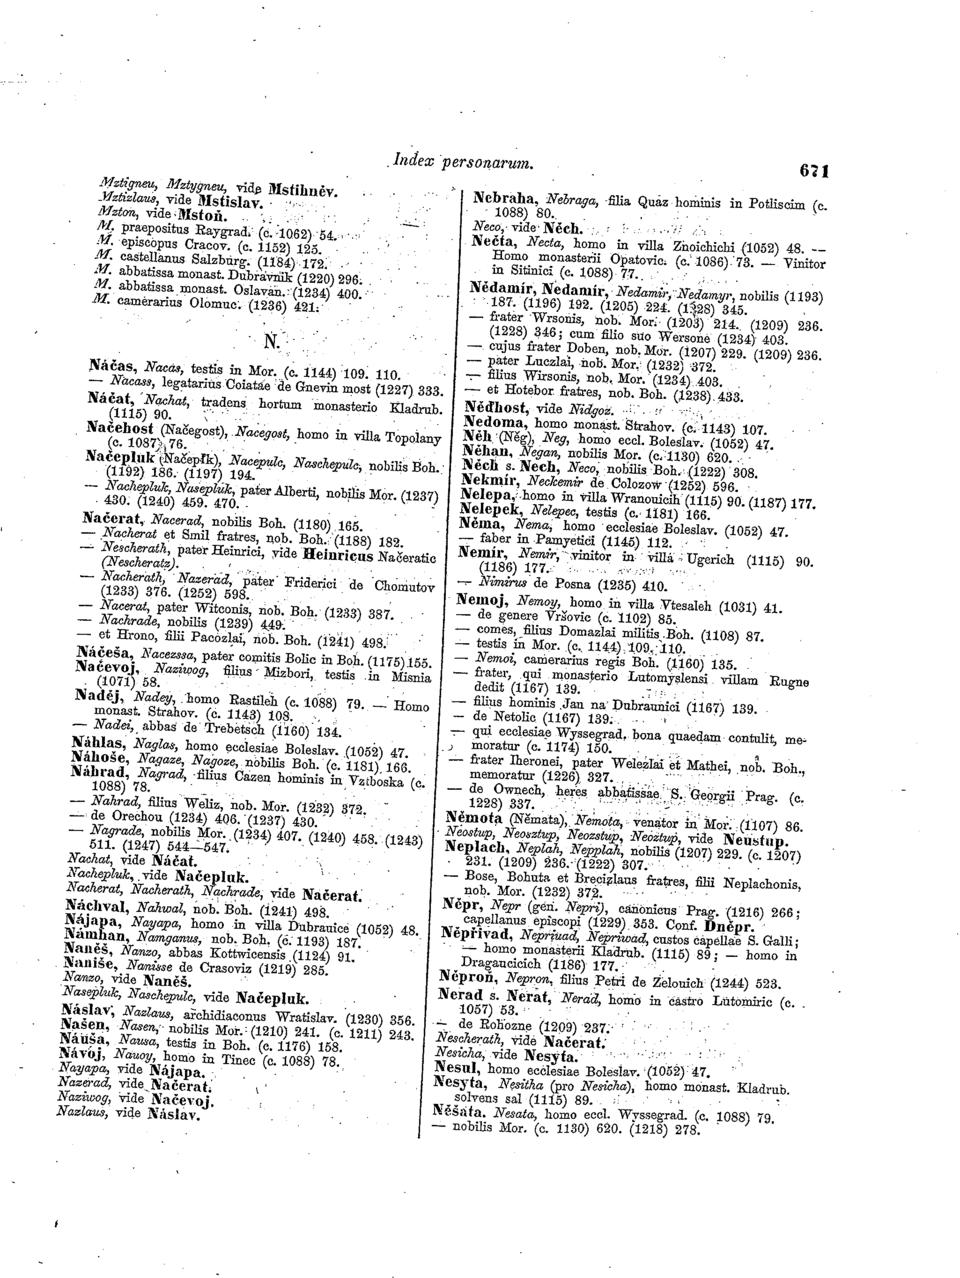 Index personarum.
671
Mztigneu, Mztygneu, vide Mstihněv.
Mztizlaus, vide Mstislav.
Mzton, vide Mstoň.
M. praepositus Raygrad. (c. 1062) 54.
M. episcopus Cracov. (c. 1152) 125.
M. castellanus Salzburg. (1184) 172.
M. abbatissa monast. Dubravnik (1220) 296.
M. abbatissa monast. Oslavan. (1234) 400.
M. camerarius Olomuc. (1236) 421.
N.
Náčas, Nacas, testis in Mor. (c. 1144) 109. 110.
— Nacass, legatarius Coiatae de Gnevin most (1227) 333.
Náčat, Nachat, tradens hortum monasterio Kladrub.
(1115) 90.
Načehost (Načegost), Nacegost, homo in villa Topolany
(c. 1087) 76.
Načepluk (Načepľk), Nacepulc, Naschepulc, nobilis Boh.
(1192) 186. (1197) 194.
— Nachepluk, Nasepluk, pater Alberti, nobilis Mor. (1237)
430. (1240) 459. 470.
Načerat, Nacerad, nobilis Boh. (1180) 165.
— Nacherat et Smil fratres, nob. Boh. (1188) 182.
— Nescherath, pater Heinrici, vide Heinricus Načeratic
(Nescheratz).
— Nacherath, Nazerad, pater Friderici de Chomutov
(1233) 376. (1252) 598.
— Nacerat, pater Witconis, nob. Boh. (1233) 387.
— Nachrade, nobilis (1239) 449.
— et Hrono, filii Pacozlai, nob. Boh. (1241) 498.
Náčeša, Nacezssa, pater comitis Bolic in Boh. (1175) 155.
Načevoj, Naziwog, filius Mizbori, testis in Misnia
(1071) 58.
Naděj, Nadey, homo Rastileh (c. 1088) 79. — Homo
monast. Strahov. (c. 1143) 108.
— Nadei, abbas de Trebetsch (1160) 134.
Náhlas, Naglas, homo ecclesiae Boleslav. (1052) 47.
Náhoše, Nagaze, Nagoze, nobilis Boh. (c. 1181) 166.
Náhrad, Nagrad, filius Cazen hominis in Vztboska (c.
1088) 78.
— Nahrad, filius Weliz, nob. Mor. (1232) 372.
— de Orechou (1234) 406. (1237) 430.
— Nagrade, nobilis Mor. (1234) 407. (1240) 458. (1243)
511. (1247) 544—547.
Nachat, vide Náčat.
Nachepluk, vide Načepluk.
Nacherat, Nacherath, Nachrade, vide Načerat.
Náchval, Nahwal, nob. Boh. (1241) 498.
Nájapa, Nayapa, homo in villa Dubranice (1052) 48.
Námhan, Namganus, nob. Boh. (c. 1193) 187.
Naněš, Nanzo, abbas Kottwicensis (1124) 91.
Naniše, Nanisse de Crasoviz (1219) 285.
Nanzo, vide Naněš.
Nasepluk, Naschepulc, vide Načepluk.
Náslav, Nazlaus, archidiaconus Wratislav. (1230) 356.
Našen, Nasen, nobilis Mor. (1210) 241. (c. 1211) 243.
Náuša, Nausa, testis in Boh. (c. 1176) 158.
Návoj, Nauoy, homo in Tinec (c. 1088) 78.
Nayapa, vide Nájapa.
Nazerad, vide Načerat.
Naziwog, vide Načevoj.
Nazlaus, vide Náslav.
Nebraha, Nebraga, filia Quaz hominis in Potliscim (c.
1088) 80.
Neco, vide Něch.
Nečta, Necta, homo in villa Znoichichi (1052) 48. —
Homo monasterii Opatovic. (c. 1086) 73. — Vinitor
in Sitinici (c. 1088) 77.
Nědamír, Nedamír, Nedamir, Nedamyr, nobilis (1193)
187. (1196) 192. (1205) 224. (1228) 345.
— frater Wrsonis, nob. Mor. (1203) 214. (1209) 236.
(1228) 346; cum filio suo Wersone (1234) 403.
— cujus frater Doben, nob. Mor. (1207) 229. (1209) 236.
— pater Luczlai, nob. Mor. (1232) 372.
— filius Wirsonis, nob. Mor. (1234) 403.
— et Hotebor fratres, nob. Boh. (1238) 433.
Něďhost, vide Nidgoz.
Nedoma, homo monast. Strahov. (c. 1143) 107.
Něh (Něg), Neg, homo eccl. Boleslav. (1052) 47.
Něhan, Negan, nobilis Mor. (c. 1130) 620.
Něch s. Nech, Neco, nobilis Boh. (1222) 308.
Nekmír, Neckemir de Colozow (1252) 596.
Nelepa, homo in villa Wranouicih (1115) 90. (1187) 177.
Nelepek, Nelepec, testis (c. 1181) 166.
Něma, Nema, homo ecclesiae Boleslav. (1052) 47.
— faber in Pamyetici (1145) 112.
Nemír, Nemir, vinitor in villa Ugerich (1115) 90.
(1186) 177.
— Nimirus de Posna (1235) 410.
Nemoj, Nemoy, homo in villa Vtesaleh (1031) 41.
— de genere Vršovic (c. 1102) 85.
— comes, filius Domazlai militis Boh. (1108) 87.
— testis in Mor. (c. 1144) 109. 110.
— Nemoi, camerarius regis Boh. (1160) 135.
— frater, qui monasterio Lutomyslensi villam Rugne
dedit (1167) 139.
— filius hominis Jan na Dubraunici (1167) 139.
— de Netolic (1167) 139.
— qui ecclesiae Wyssegrad. bona quaedam contulit, me-
moratur (c. 1174) 150.
— frater Iheronei, pater Welezlai et Mathei, nob. Boh.,
memoratur (1226) 327.
— de Ownech, heres abbatissae S. Georgii Prag. (c.
1228) 337.
Němota (Němata), Nemota, venator in Mor. (1107) 86.
Neostup, Neosztup, Neozstup, Neoztup, vide Neustup.
Neplach, Neplah, Nepplah, nobilis (1207) 229. (c. 1207)
231. (1209) 236. (1222) 307.
— Bose, Bohuta et Brecizlaus fratres, filii Neplachonis,
nob. Mor. (1232) 372.
Něpr, Nepr (gen. Nepri), canonicus Prag. (1216) 266;
capellanus episcopi (1229) 353. Conf. Dněpr.
Něpřivad, Nepriuad, Nepriwad, custos capellae S. Galli;
— homo monasterii Kladrub. (1115) 89; — homo in
Dragancicich (1186) 177.
Něproň, Nepron, filius Petri de Zelouich (1244) 523.
Nerad s. Něrat, Nerad, homo in castro Lutomiric (c.
1057) 53.
— de Rohozne (1209) 237.
Nescherath, vide Načerat.
Nesicha, vide Nesyta.
Nesul, homo ecclesiae Boleslav. (1052) 47.
Nesyta, Nesitha (pro Nesicha), homo monast. Kladrub.
solvens sal (1115) 89.
Něšata, Nesata, homo eccl. Wyssegrad. (c. 1088) 79.
— nobilis Mor. (c. 1130) 620. (1218) 278.